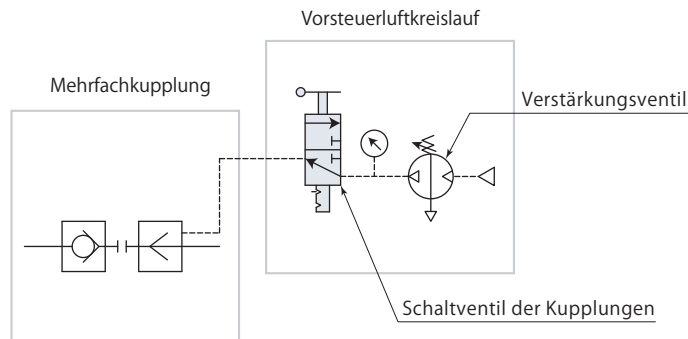 Vorsteuerluftkreislauf
Mehrfachkupplung
Verstärkungsventil
Schaltventil der Kupplungen